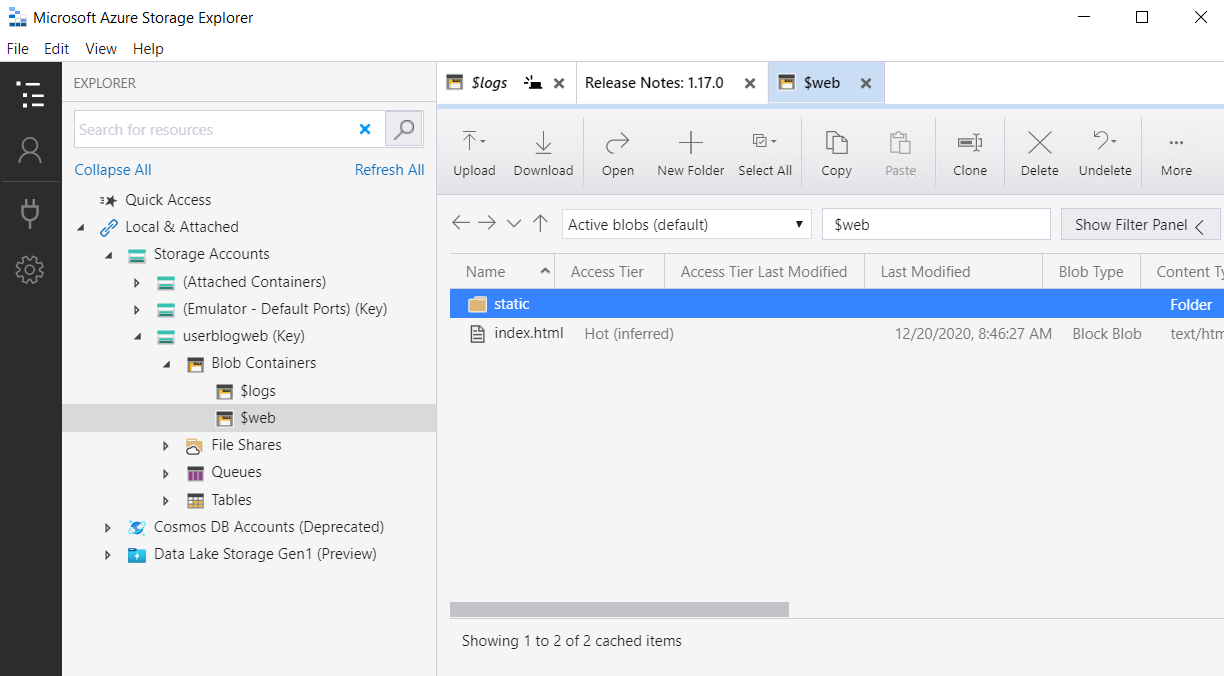 Microsoft Azure Storage Explorer
File Edit View Help
EXPLORER
Search for resources
Collapse All Refresh All
Quick Access
Local & Attached
Storage Accounts
(Attached Containers)
(Emulator - Default Ports) (Key)
userblogweb (Key)
Blob Containers
$logs
$web
File Shares
Queues
Tables
Cosmos DB Accounts (Deprecated)
Data Lake Storage Gen1 (Preview)
$logs Release Notes: 1.17.0 $web
Upload Download Open New Folder Select All Copy Paste Clone Delete Undelete More
Active blobs (default) $web Show Filter Panel
Name Access Tier Access Tier Last Modified Last Modified Blob Type Content Ty
static Folder
index.html Hot (inferred) 12/20/2020, 8:46:27 AM Block Blob text/htm
Showing 1 to 2 of 2 cached items